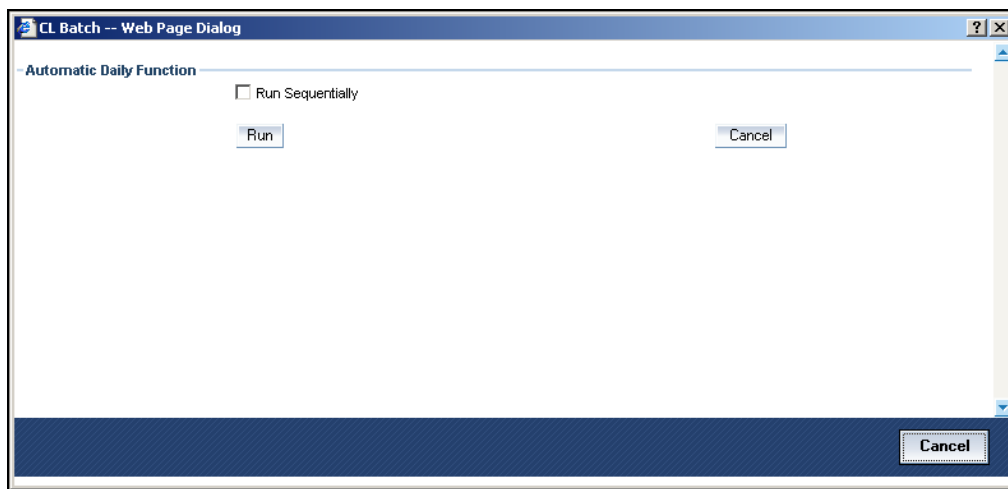 CL Batch -- Web Page Dialog
Automatic Daily Function
Run Sequentially
Run Cancel
Cancel